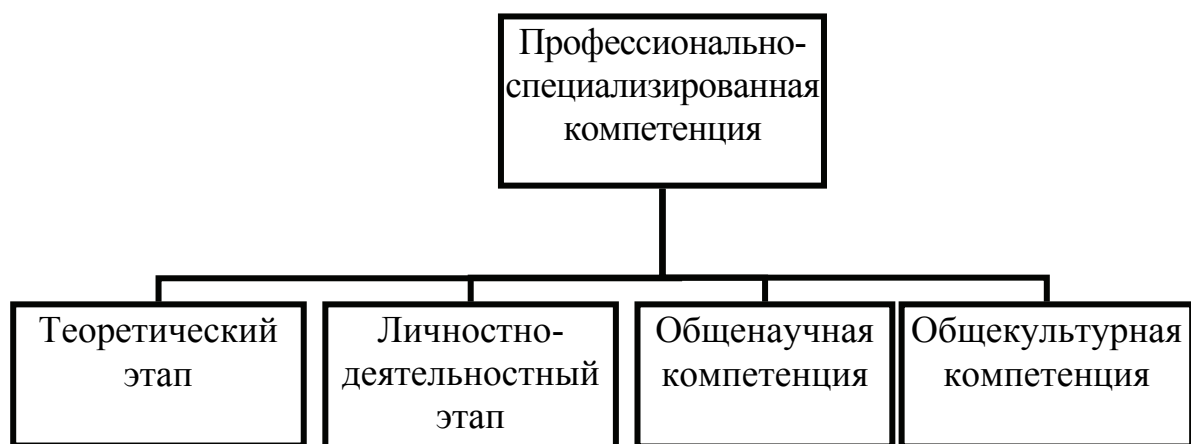 Профессионально-
специализированная
компетенция
Теоретический
этап
Личностно-
деятельностный
этап
Общенаучная
компетенция
Общекультурная
компетенция